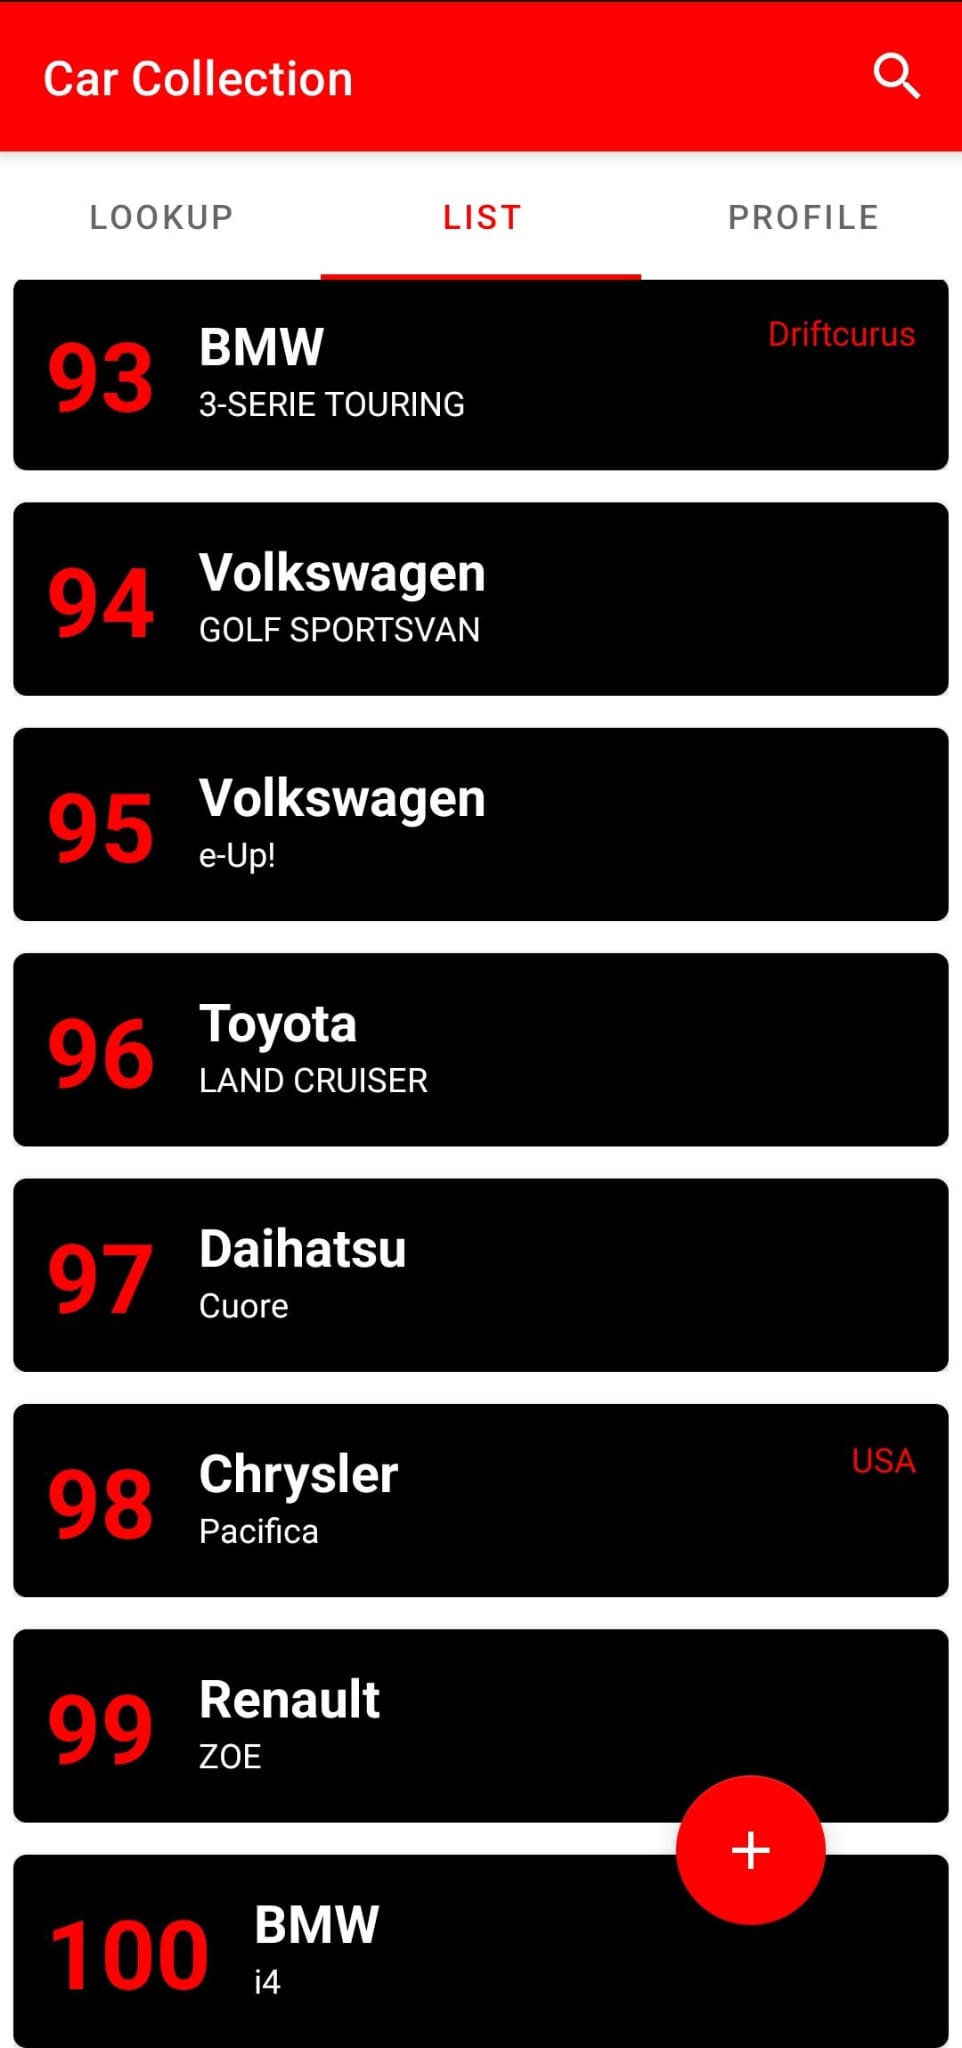 Car Collection
LOOKUP
LIST
PROFILE
93
BMW
Driftcurus
3-SERIE TOURING
94
Volkswagen
GOLF SPORTSVAN
95
Volkswagen
e-Up!
96
Toyota
LAND CRUISER
97
Daihatsu
Cuore
98
Chrysler
USA
Pacifica
99
Renault
ZOE
+
100
BMW
i4